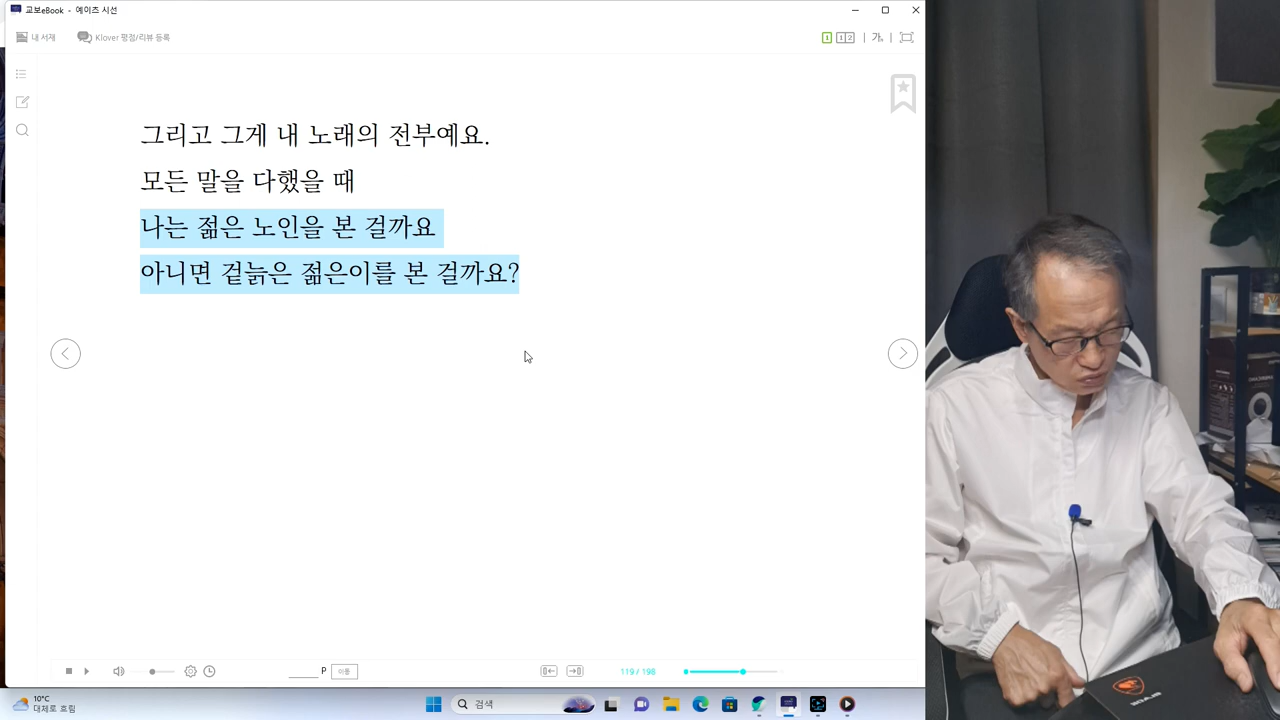 교보eBook - 예이츠 시선
내 서재
Klover 평점/리뷰 등록
1
1 2
가
그리고 그게 내 노래의 전부예요.
모든 말을 다했을 때
나는 젊은 노인을 본 걸까요
아니면 겉늙은 젊은이를 본 걸까요?
P
이동
119 / 198
10°C
대체로 흐림
검색